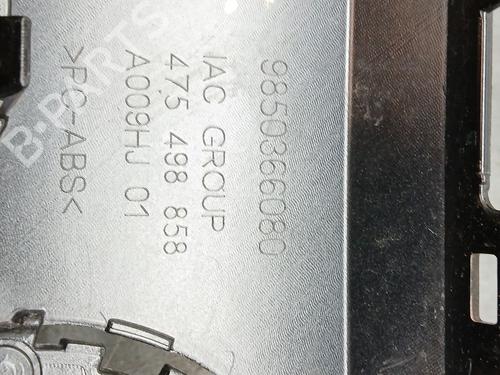 9850366080
IAC GROUP
475 498 858
A009HJ 01
>PC-ABS<
B-PARTS